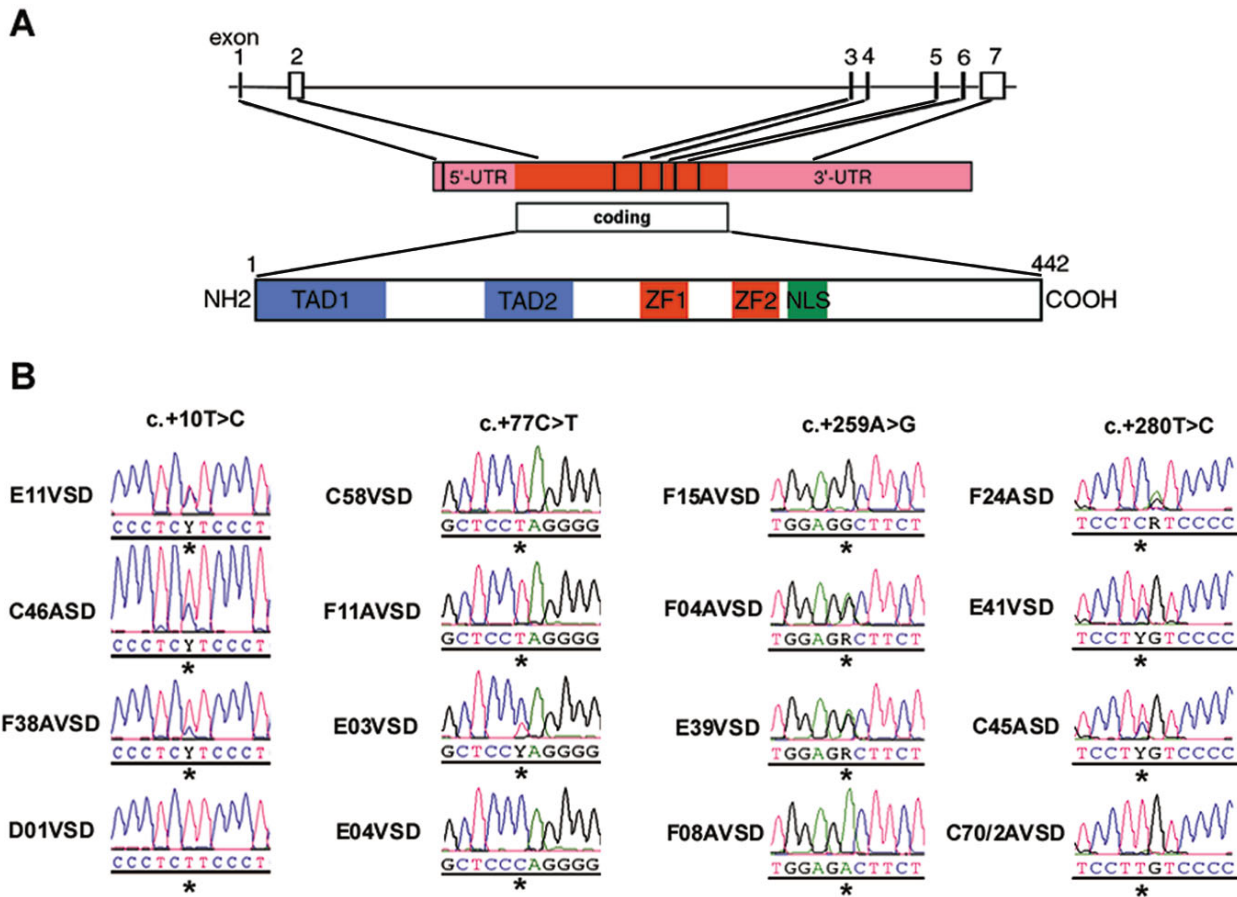 A
exon
1 2 3 4 5 6 7
5'-UTR 3'-UTR
coding
1 442
NH2 TAD1 TAD2 ZF1 ZF2 NLS COOH
B
c.+10T>C c.+77C>T c.+259A>G c.+280T>C
E11VSD C58VSD F15AVSD F24ASD
CCCTCYTCCCT GCTCCTAGGGG TGGAGGCTTCT TCCTCRTCCCC
* * * *
C46ASD F11AVSD F04AVSD E41VSD
CCCTCYTCCCT GCTCCTAGGGG TGGAGRCTTCT TCCTYGTCCCC
* * * *
F38AVSD E03VSD E39VSD C45ASD
CCCTCYTCCCT GCTCCYAGGGG TGGAGRCTTCT TCCTYGTCCCC
* * * *
D01VSD E04VSD F08AVSD C70/2AVSD
CCCTCTTCCCT GCTCCCAGGGG TGGAGACTTCT TCCTTGTCCCC
* * * *